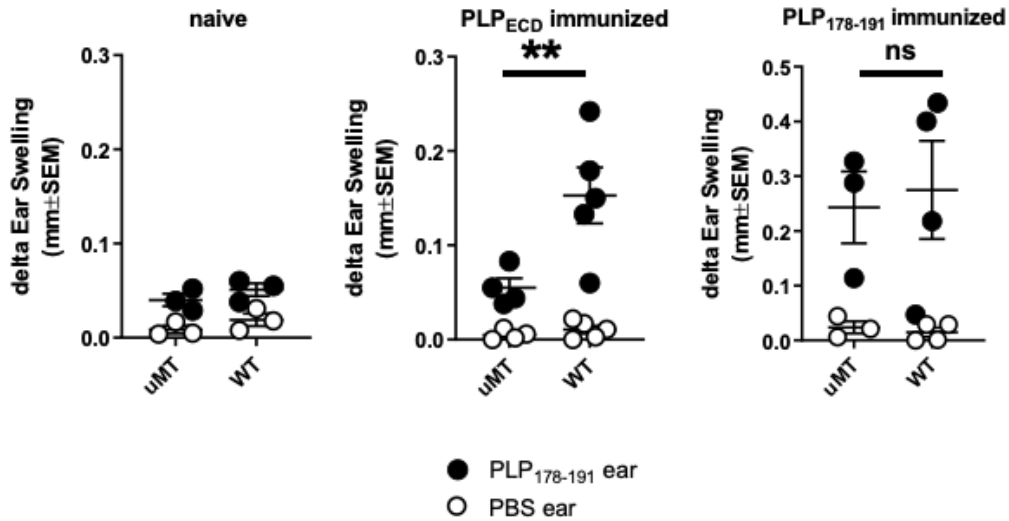 naive
delta Ear Swelling
(mm±SEM)
0.3
0.2
0.1
0.0
uMT
WT
PLP_ECD immunized
**
delta Ear Swelling
(mm±SEM)
0.3
0.2
0.1
0.0
uMT
WT
PLP₁₇₈₋₁₉₁ immunized
ns
delta Ear Swelling
(mm±SEM)
0.5
0.4
0.3
0.2
0.1
0.0
uMT
WT
PLP₁₇₈₋₁₉₁ ear
PBS ear